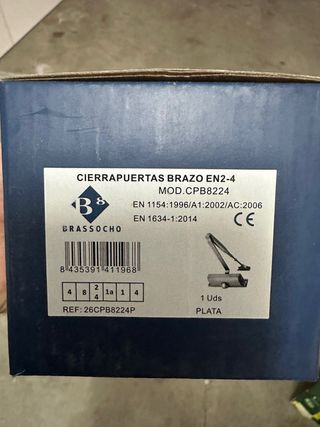 CIERRAPUERTAS BRAZO EN2-4
MOD.CPB8224
EN 1154:1996/A1:2002/AC:2006
EN 1634-1:2014
CE
B8
BRASSOCHO
8 435391 411968
4 8 2/4 1a 1 4
REF: 26CPB8224P
1 Uds
PLATA